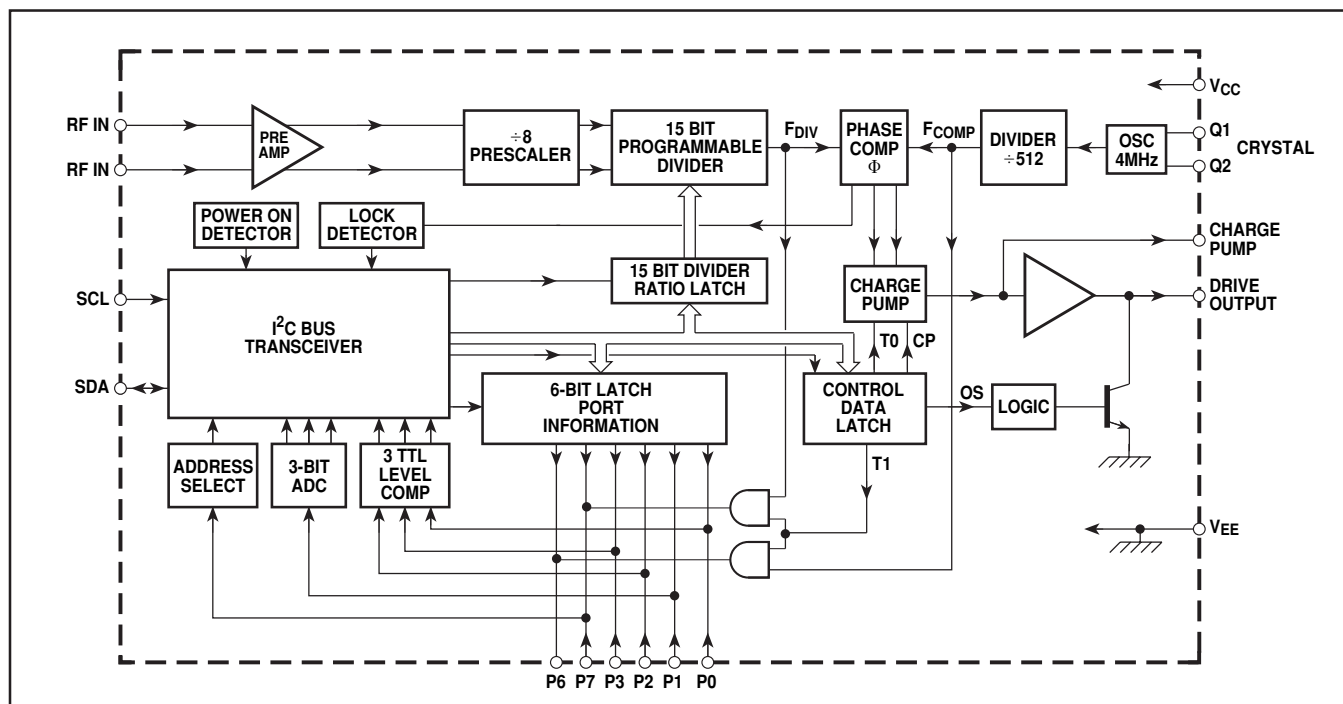 VCC
RF IN
PRE
AMP
÷8
PRESCALER
15 BIT
PROGRAMMABLE
DIVIDER
FDIV
PHASE
COMP
Φ
FCOMP
DIVIDER
÷512
OSC
4MHz
Q1
CRYSTAL
Q2
RF IN
POWER ON
DETECTOR
LOCK
DETECTOR
CHARGE
PUMP
15 BIT DIVIDER
RATIO LATCH
CHARGE
PUMP
DRIVE
OUTPUT
SCL
I2C BUS
TRANSCEIVER
T0
CP
SDA
6-BIT LATCH
PORT
INFORMATION
CONTROL
DATA
LATCH
OS
LOGIC
T1
ADDRESS
SELECT
3-BIT
ADC
3 TTL
LEVEL
COMP
VEE
P6 P7 P3 P2 P1 P0